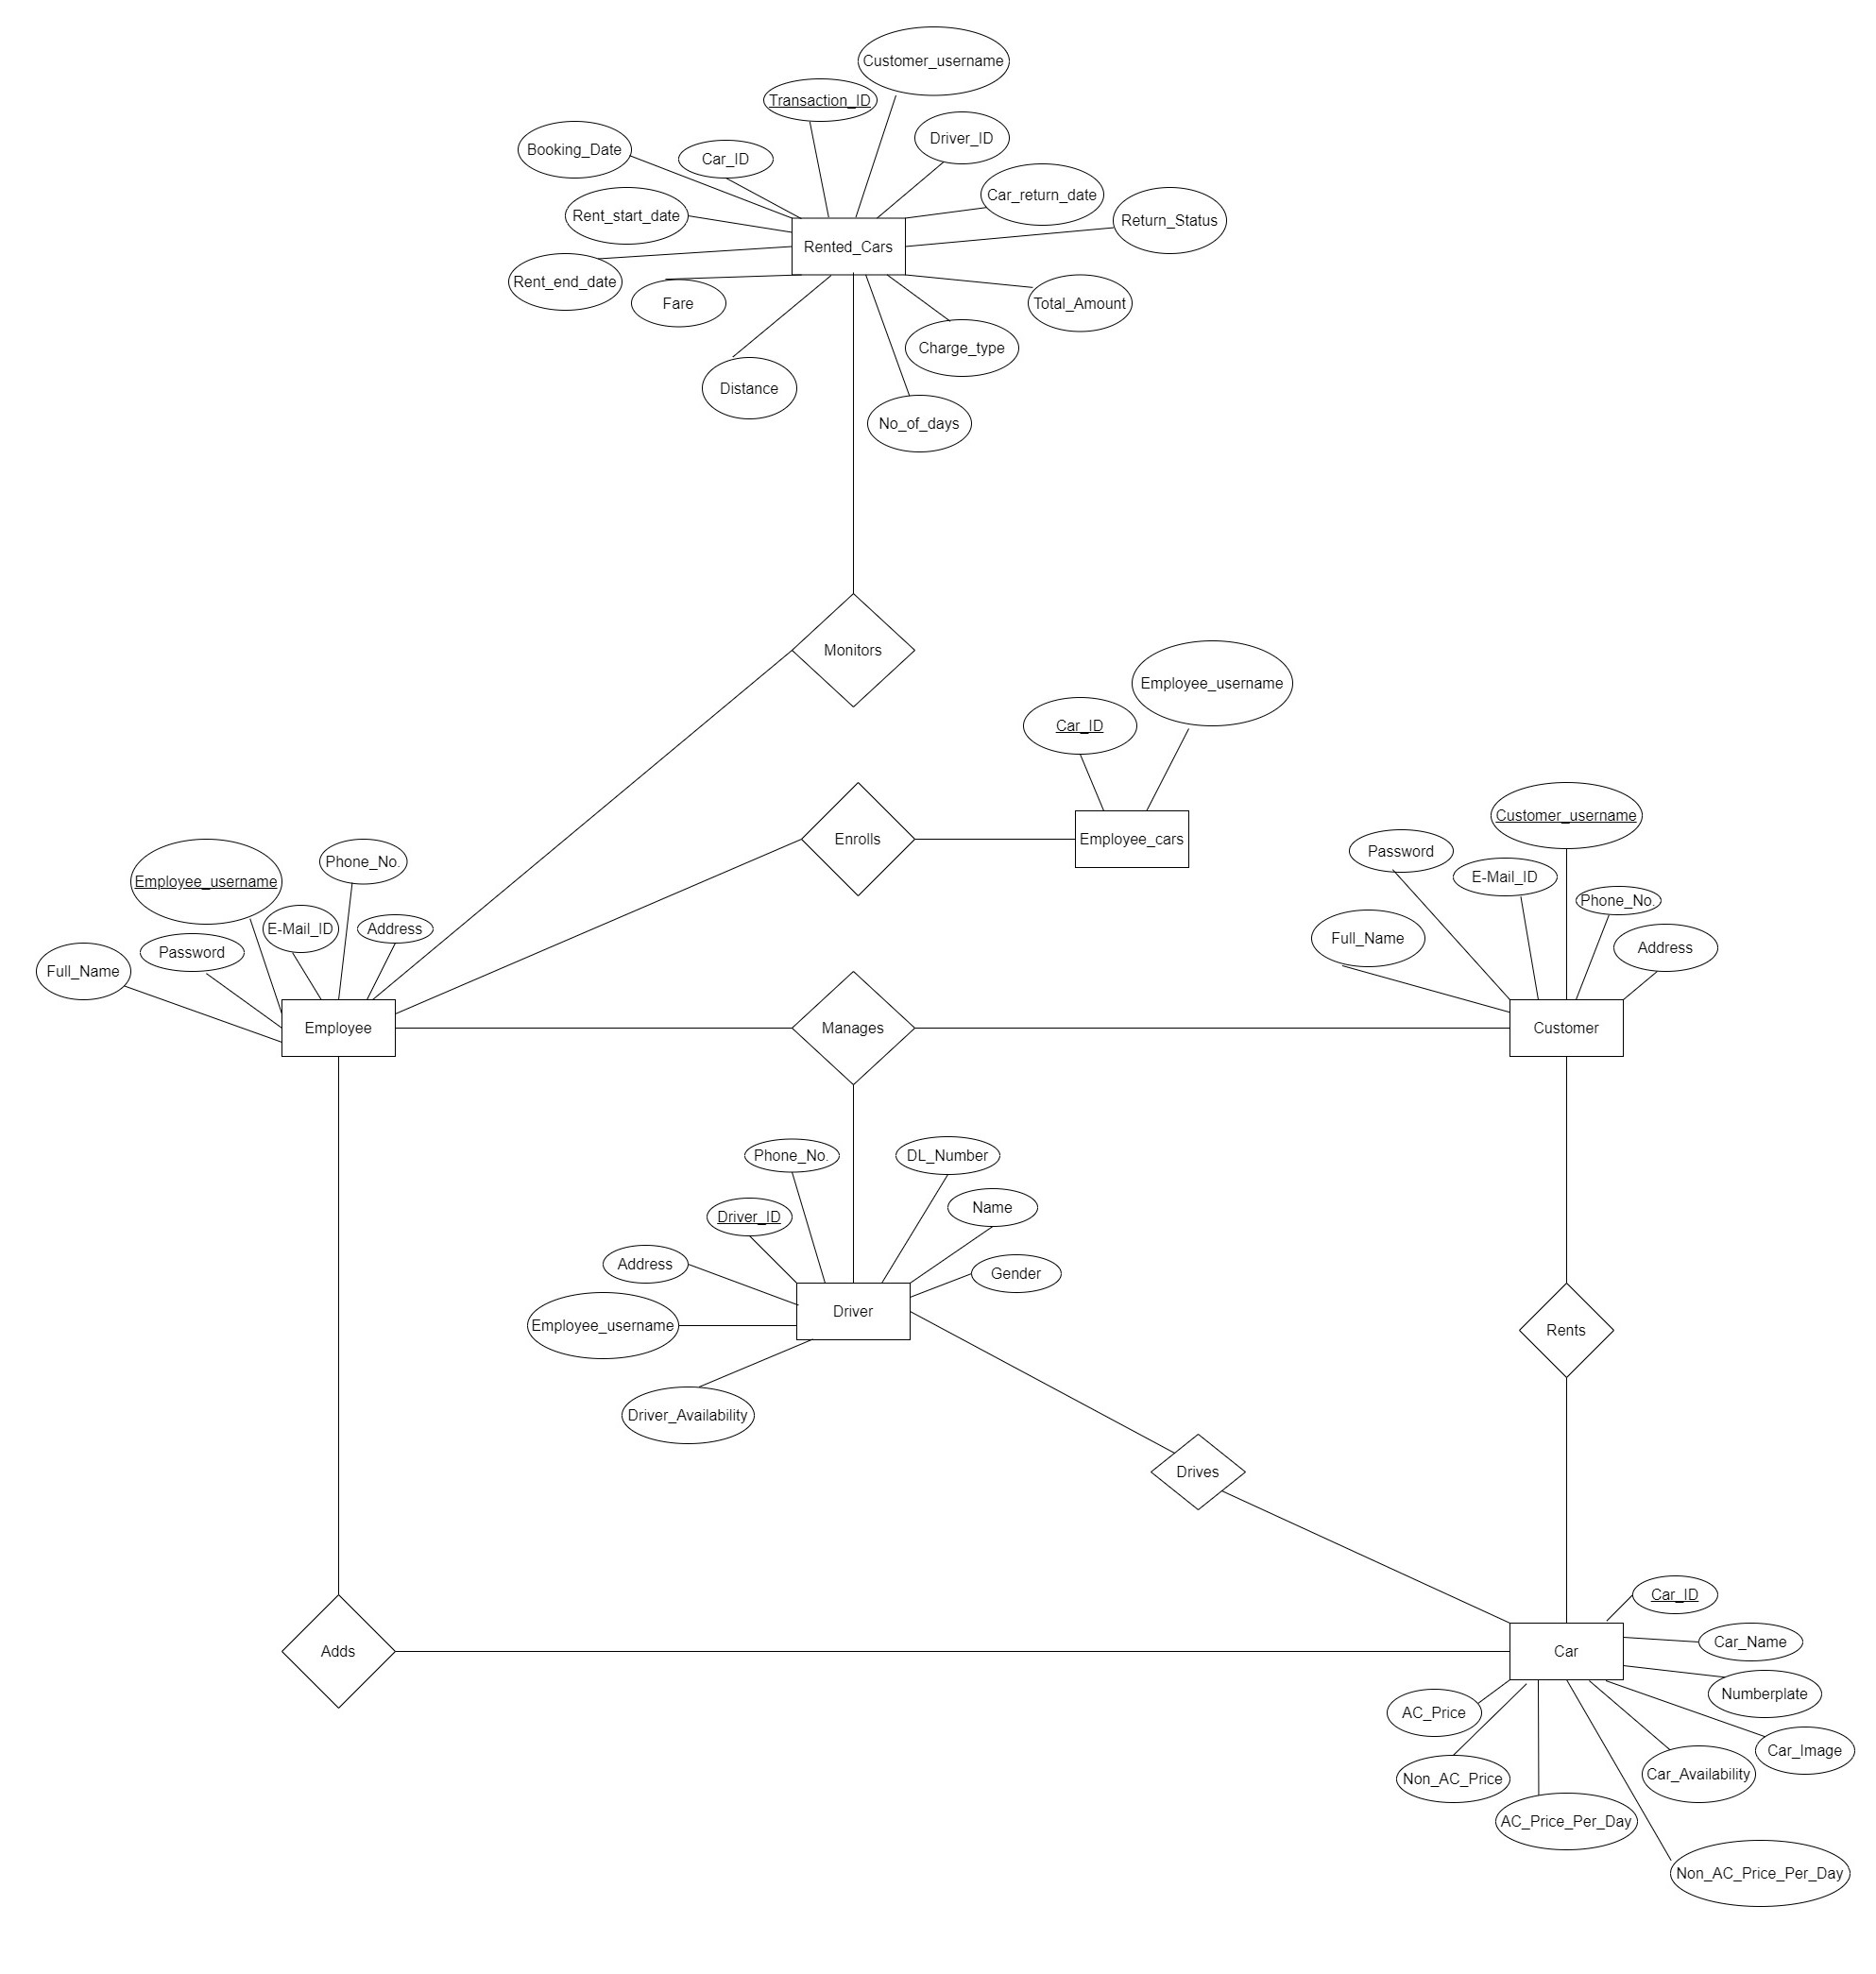 Customer_username
Transaction_ID
Driver_ID
Booking_Date
Car_ID
Car_return_date
Rent_start_date
Return_Status
Rented_Cars
Rent_end_date
Fare
Total_Amount
Charge_type
Distance
No_of_days
Monitors
Employee_username
Car_ID
Customer_username
Enrolls
Employee_cars
Password
Phone_No.
E-Mail_ID
Employee_username
Phone_No.
E-Mail_ID
Address
Full_Name
Address
Password
Full_Name
Employee
Manages
Customer
Phone_No.
DL_Number
Name
Driver_ID
Address
Gender
Driver
Employee_username
Rents
Driver_Availability
Drives
Car_ID
Car_Name
Adds
Car
Numberplate
AC_Price
Car_Image
Car_Availability
Non_AC_Price
AC_Price_Per_Day
Non_AC_Price_Per_Day